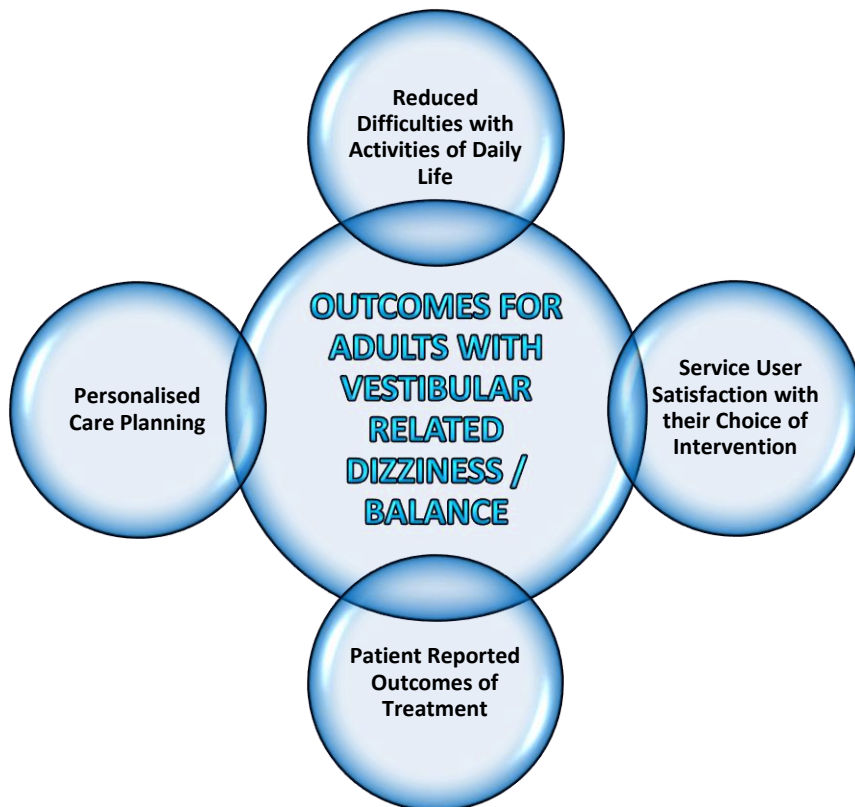 Reduced
Difficulties with
Activities of Daily
Life
OUTCOMES FOR
ADULTS WITH
VESTIBULAR
RELATED
DIZZINESS /
BALANCE
Personalised
Care Planning
Service User
Satisfaction with
their Choice of
Intervention
Patient Reported
Outcomes of
Treatment